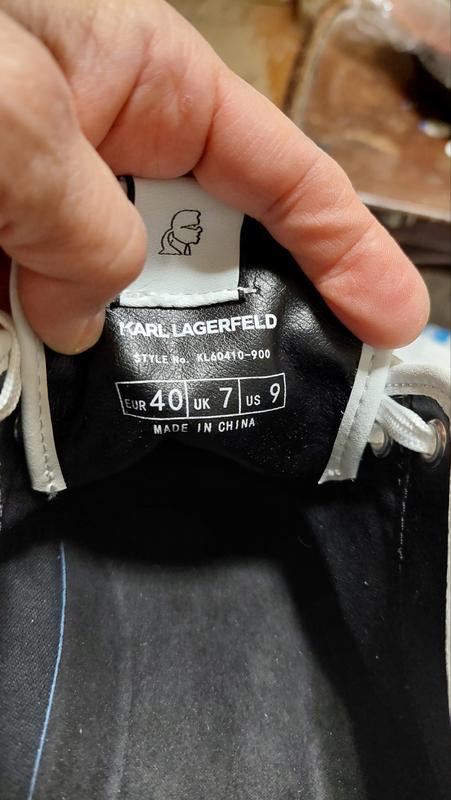 KARL LAGERFELD
STYLE No. KL60410-900
EUR 40 UK 7 US 9
MADE IN CHINA